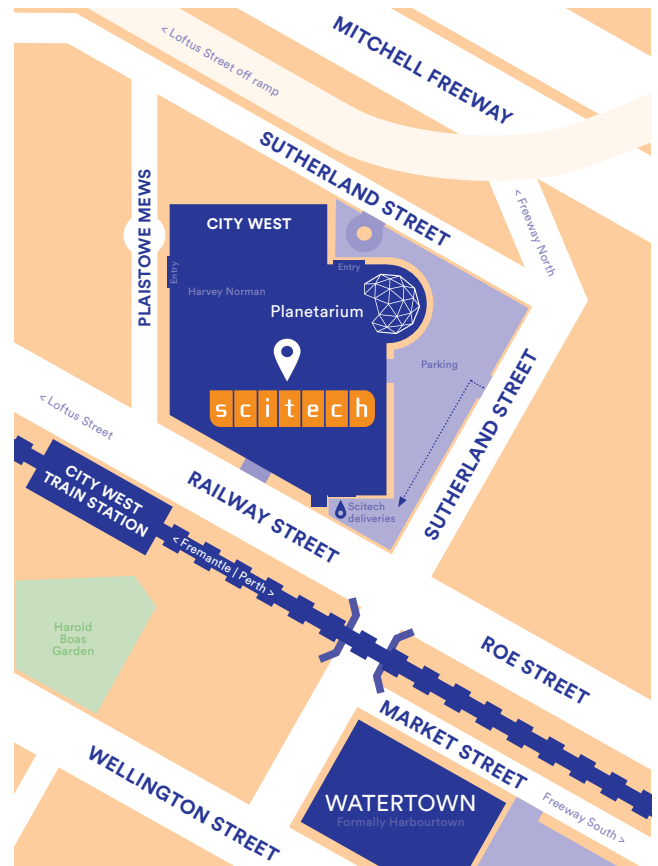 MITCHELL FREEWAY
< Loftus Street off ramp
SUTHERLAND STREET
< Freeway North
PLAISTOWE MEWS
CITY WEST
Entry
Entry
Harvey Norman
Planetarium
Parking
scitech
SUTHERLAND STREET
< Loftus Street
CITY WEST
TRAIN STATION
RAILWAY STREET
Scitech
deliveries
< Fremantle | Perth >
Harold
Boas
Garden
ROE STREET
MARKET STREET
WELLINGTON STREET
WATERTOWN
Formally Harbourtown
Freeway South >